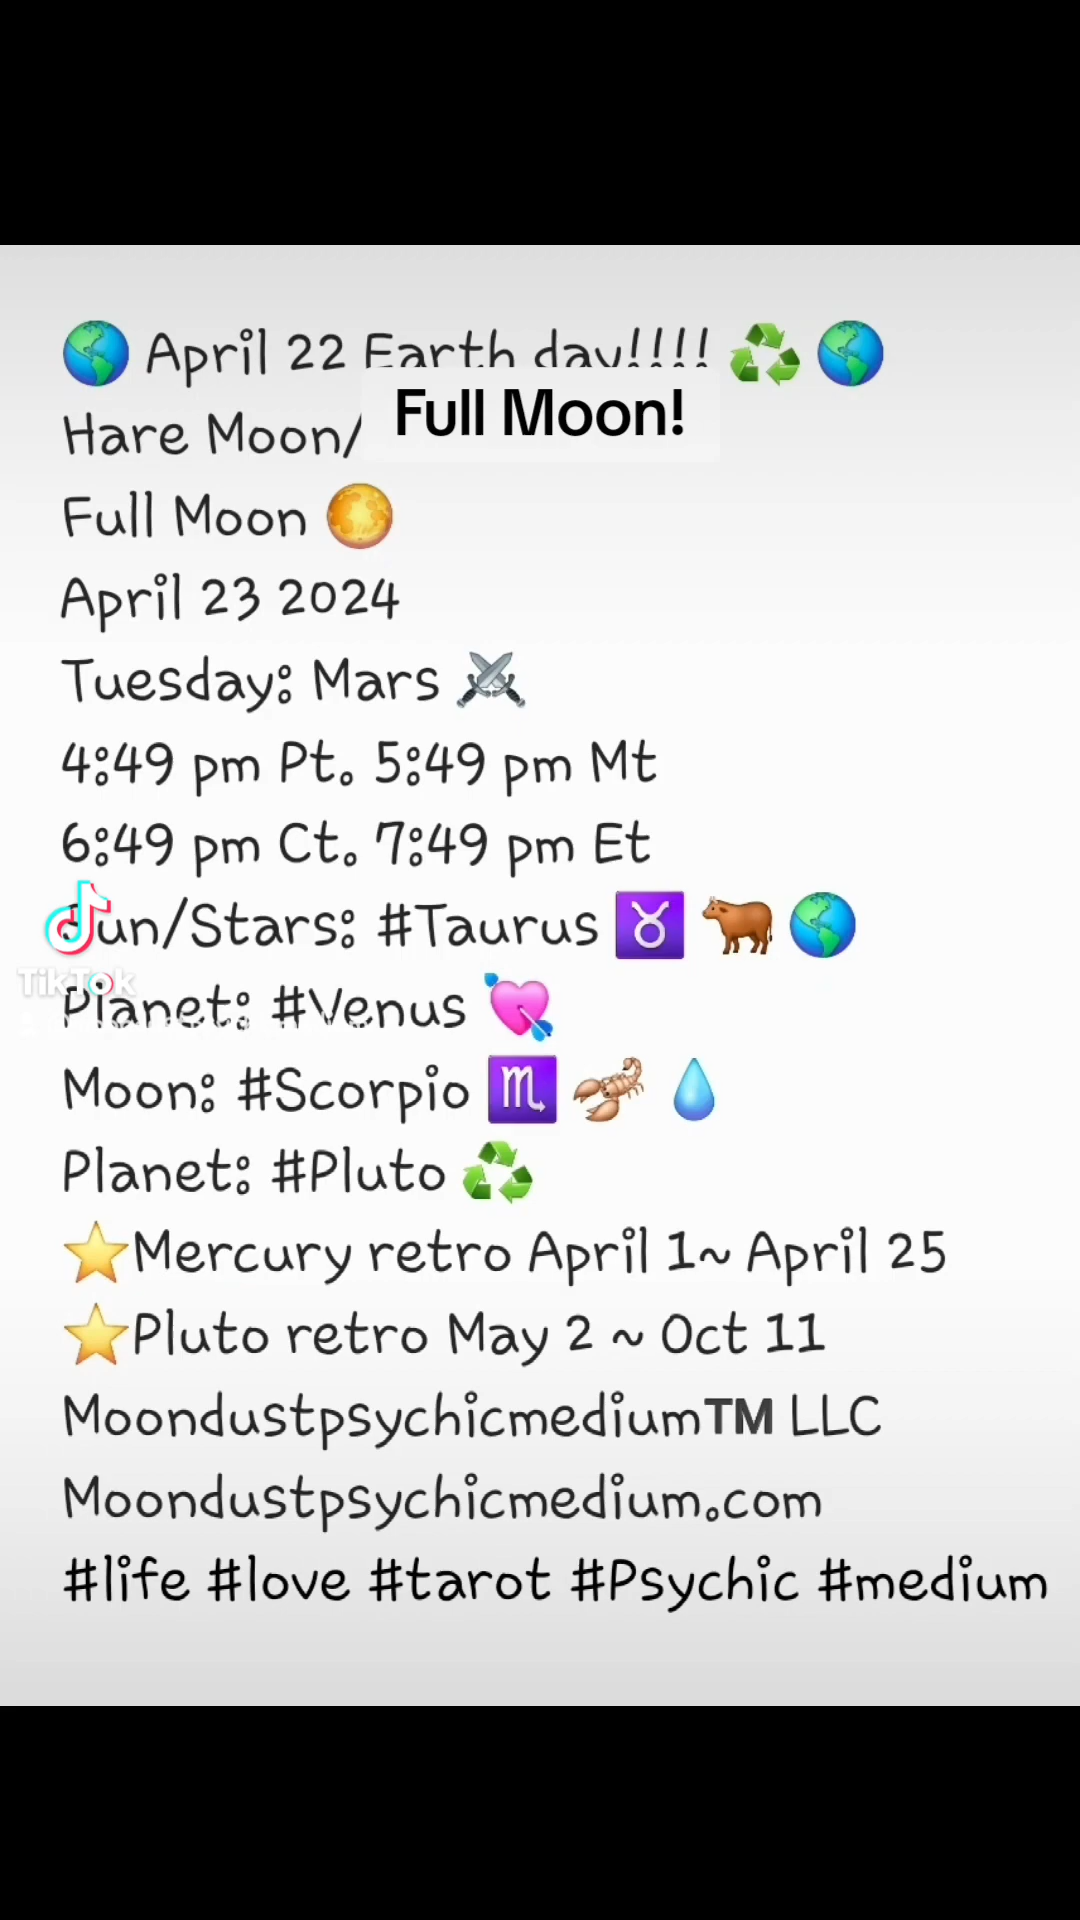 🌎 April 22 Earth day!!!! ♻️ 🌎
Full Moon!
Hare Moon/
Full Moon 🌕
April 23 2024
Tuesday: Mars ⚔️
4:49 pm Pt. 5:49 pm Mt
6:49 pm Ct. 7:49 pm Et
Sun/Stars: #Taurus ♉ 🐂 🌎
TikTok
Planet: #Venus 💘
Moon: #Scorpio ♏ 🦂 💧
Planet: #Pluto ♻️
⭐Mercury retro April 1~ April 25
⭐Pluto retro May 2 ~ Oct 11
Moondustpsychicmedium™ LLC
Moondustpsychicmedium.com
#life #love #tarot #Psychic #medium